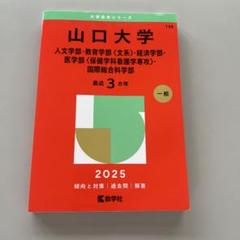 大学赤本シリーズ
山口大学
人文学部・教育学部〈文系〉・経済学部・
医学部〈保健学科看護学専攻〉・
国際総合科学部
最近3カ年
一般
2025
傾向と対策｜過去問｜解答
教学社